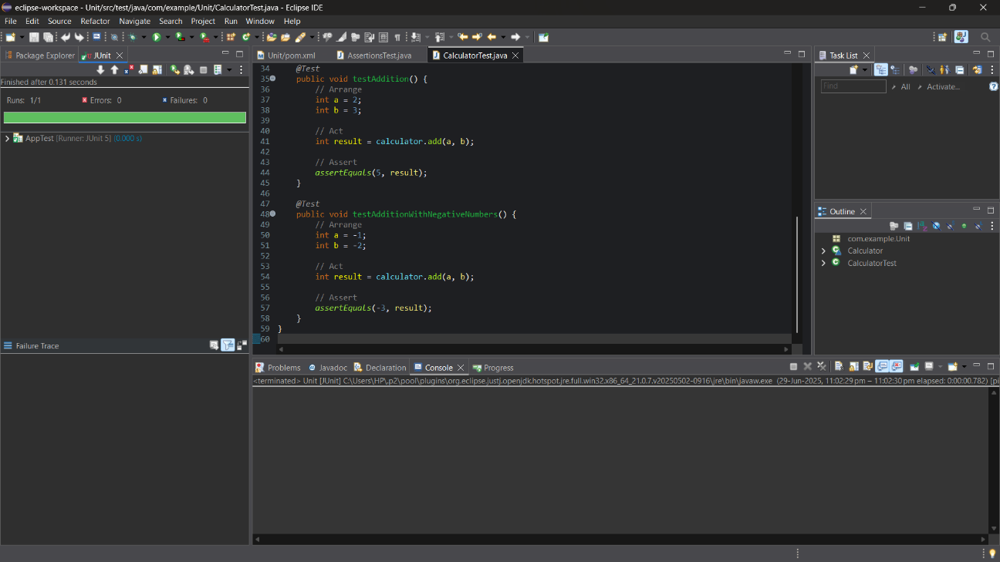 eclipse-workspace - Unit/src/test/java/com/example/Unit/CalculatorTest.java - Eclipse IDE
File Edit Source Refactor Navigate Search Project Run Window Help
Package Explorer JUnit
Finished after 0.131 seconds
Runs: 1/1 Errors: 0 Failures: 0
AppTest [Runner: JUnit 5] (0.000 s)
Failure Trace
Unit/pom.xml AssertionsTest.java CalculatorTest.java
34 @Test
35 public void testAddition() {
36 // Arrange
37 int a = 2;
38 int b = 3;
39
40 // Act
41 int result = calculator.add(a, b);
42
43 // Assert
44 assertEquals(5, result);
45 }
46
47 @Test
48 public void testAdditionWithNegativeNumbers() {
49 // Arrange
50 int a = -1;
51 int b = -2;
52
53 // Act
54 int result = calculator.add(a, b);
55
56 // Assert
57 assertEquals(-3, result);
58 }
59 }
60
Task List
Find All Activate...
Outline
com.example.Unit
Calculator
CalculatorTest
Problems Javadoc Declaration Console Progress
<terminated> Unit [JUnit] C:\Users\HP\.p2\pool\plugins\org.eclipse.justj.openjdk.hotspot.jre.full.win32.x86_64_21.0.7.v20250502-0916\jre\bin\javaw.exe (29-Jun-2025, 11:02:29 pm – 11:02:30 pm elapsed: 0:00:00.782) [pi